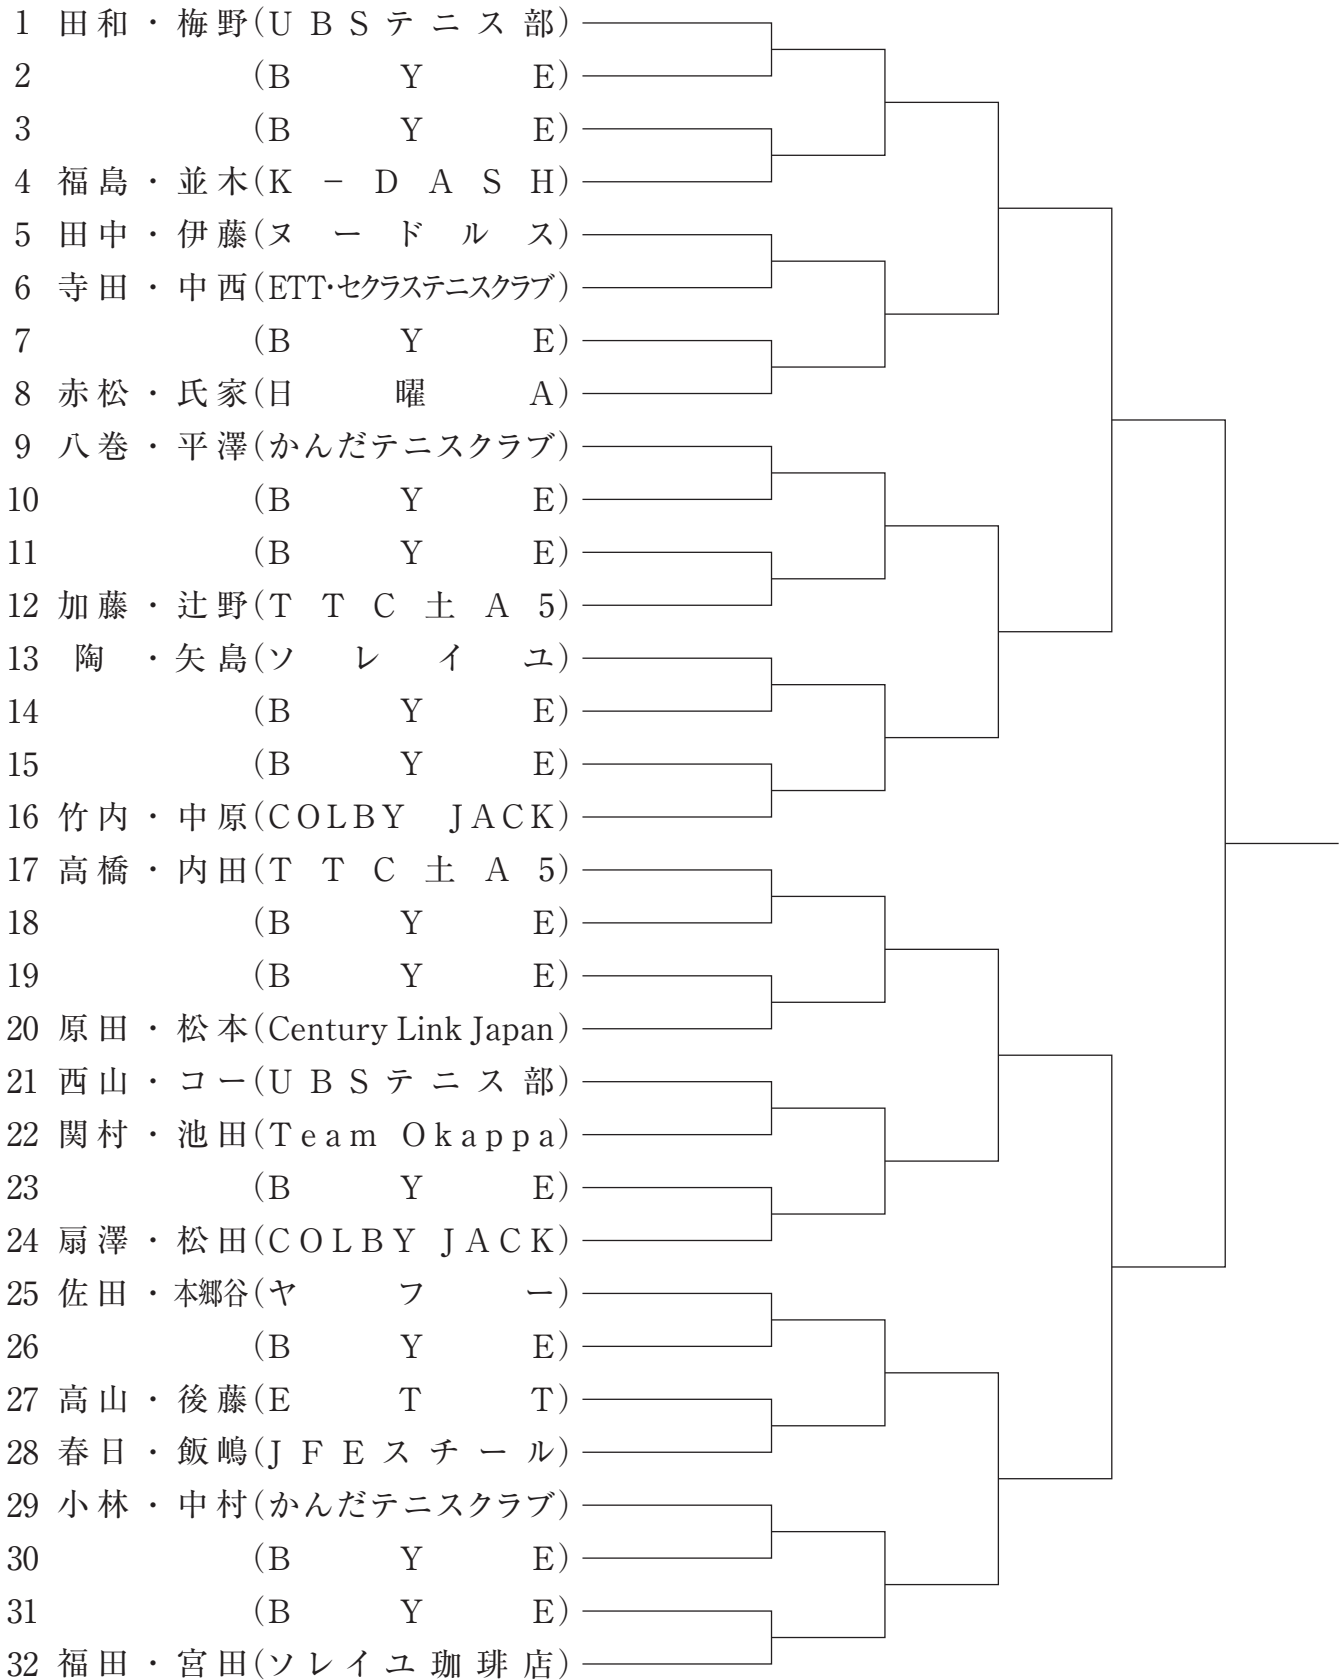 1 田和・梅野(UBSテニス部)
2 (BYE)
3 (BYE)
4 福島・並木(K－DASH)
5 田中・伊藤(ヌードルス)
6 寺田・中西(ETT・セクラステニスクラブ)
7 (BYE)
8 赤松・氏家(日曜A)
9 八巻・平澤(かんだテニスクラブ)
10 (BYE)
11 (BYE)
12 加藤・辻野(TTC土A5)
13 陶・矢島(ソレイユ)
14 (BYE)
15 (BYE)
16 竹内・中原(COLBY JACK)
17 高橋・内田(TTC土A5)
18 (BYE)
19 (BYE)
20 原田・松本(Century Link Japan)
21 西山・コー(UBSテニス部)
22 関村・池田(Team Okappa)
23 (BYE)
24 扇澤・松田(COLBY JACK)
25 佐田・本郷谷(ヤフー)
26 (BYE)
27 高山・後藤(ETT)
28 春日・飯嶋(JFEスチール)
29 小林・中村(かんだテニスクラブ)
30 (BYE)
31 (BYE)
32 福田・宮田(ソレイユ珈琲店)